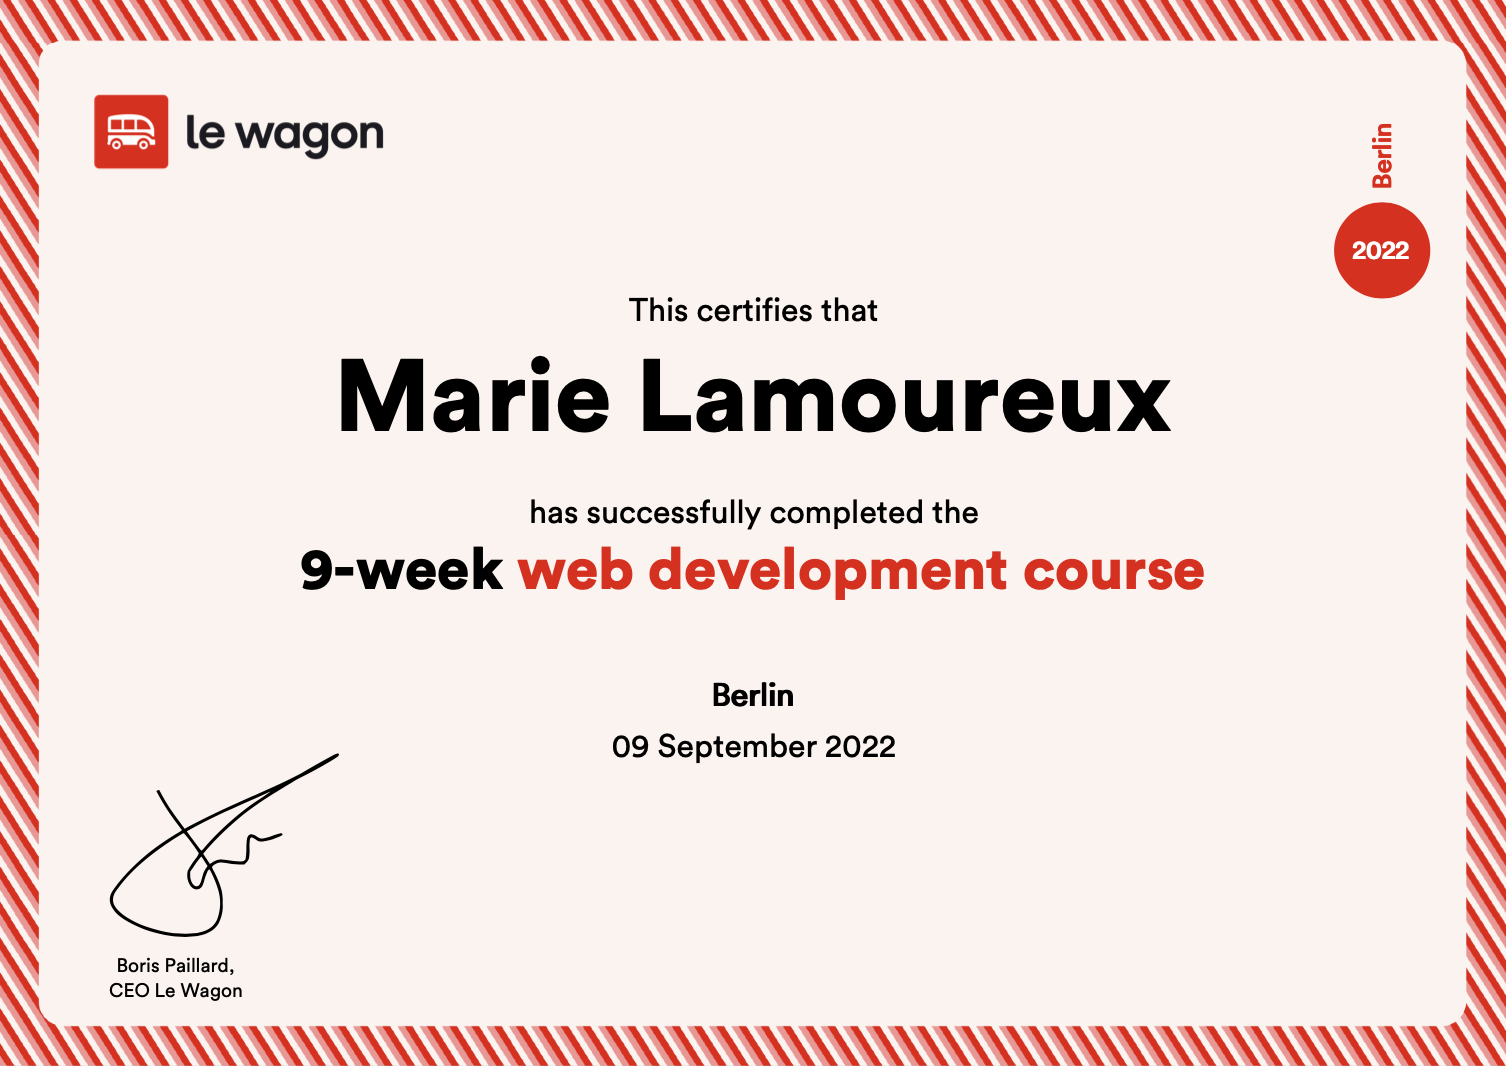 le wagon
Berlin
2022
This certifies that
Marie Lamoureux
has successfully completed the
9-week web development course
Berlin
09 September 2022
Boris Paillard,
CEO Le Wagon